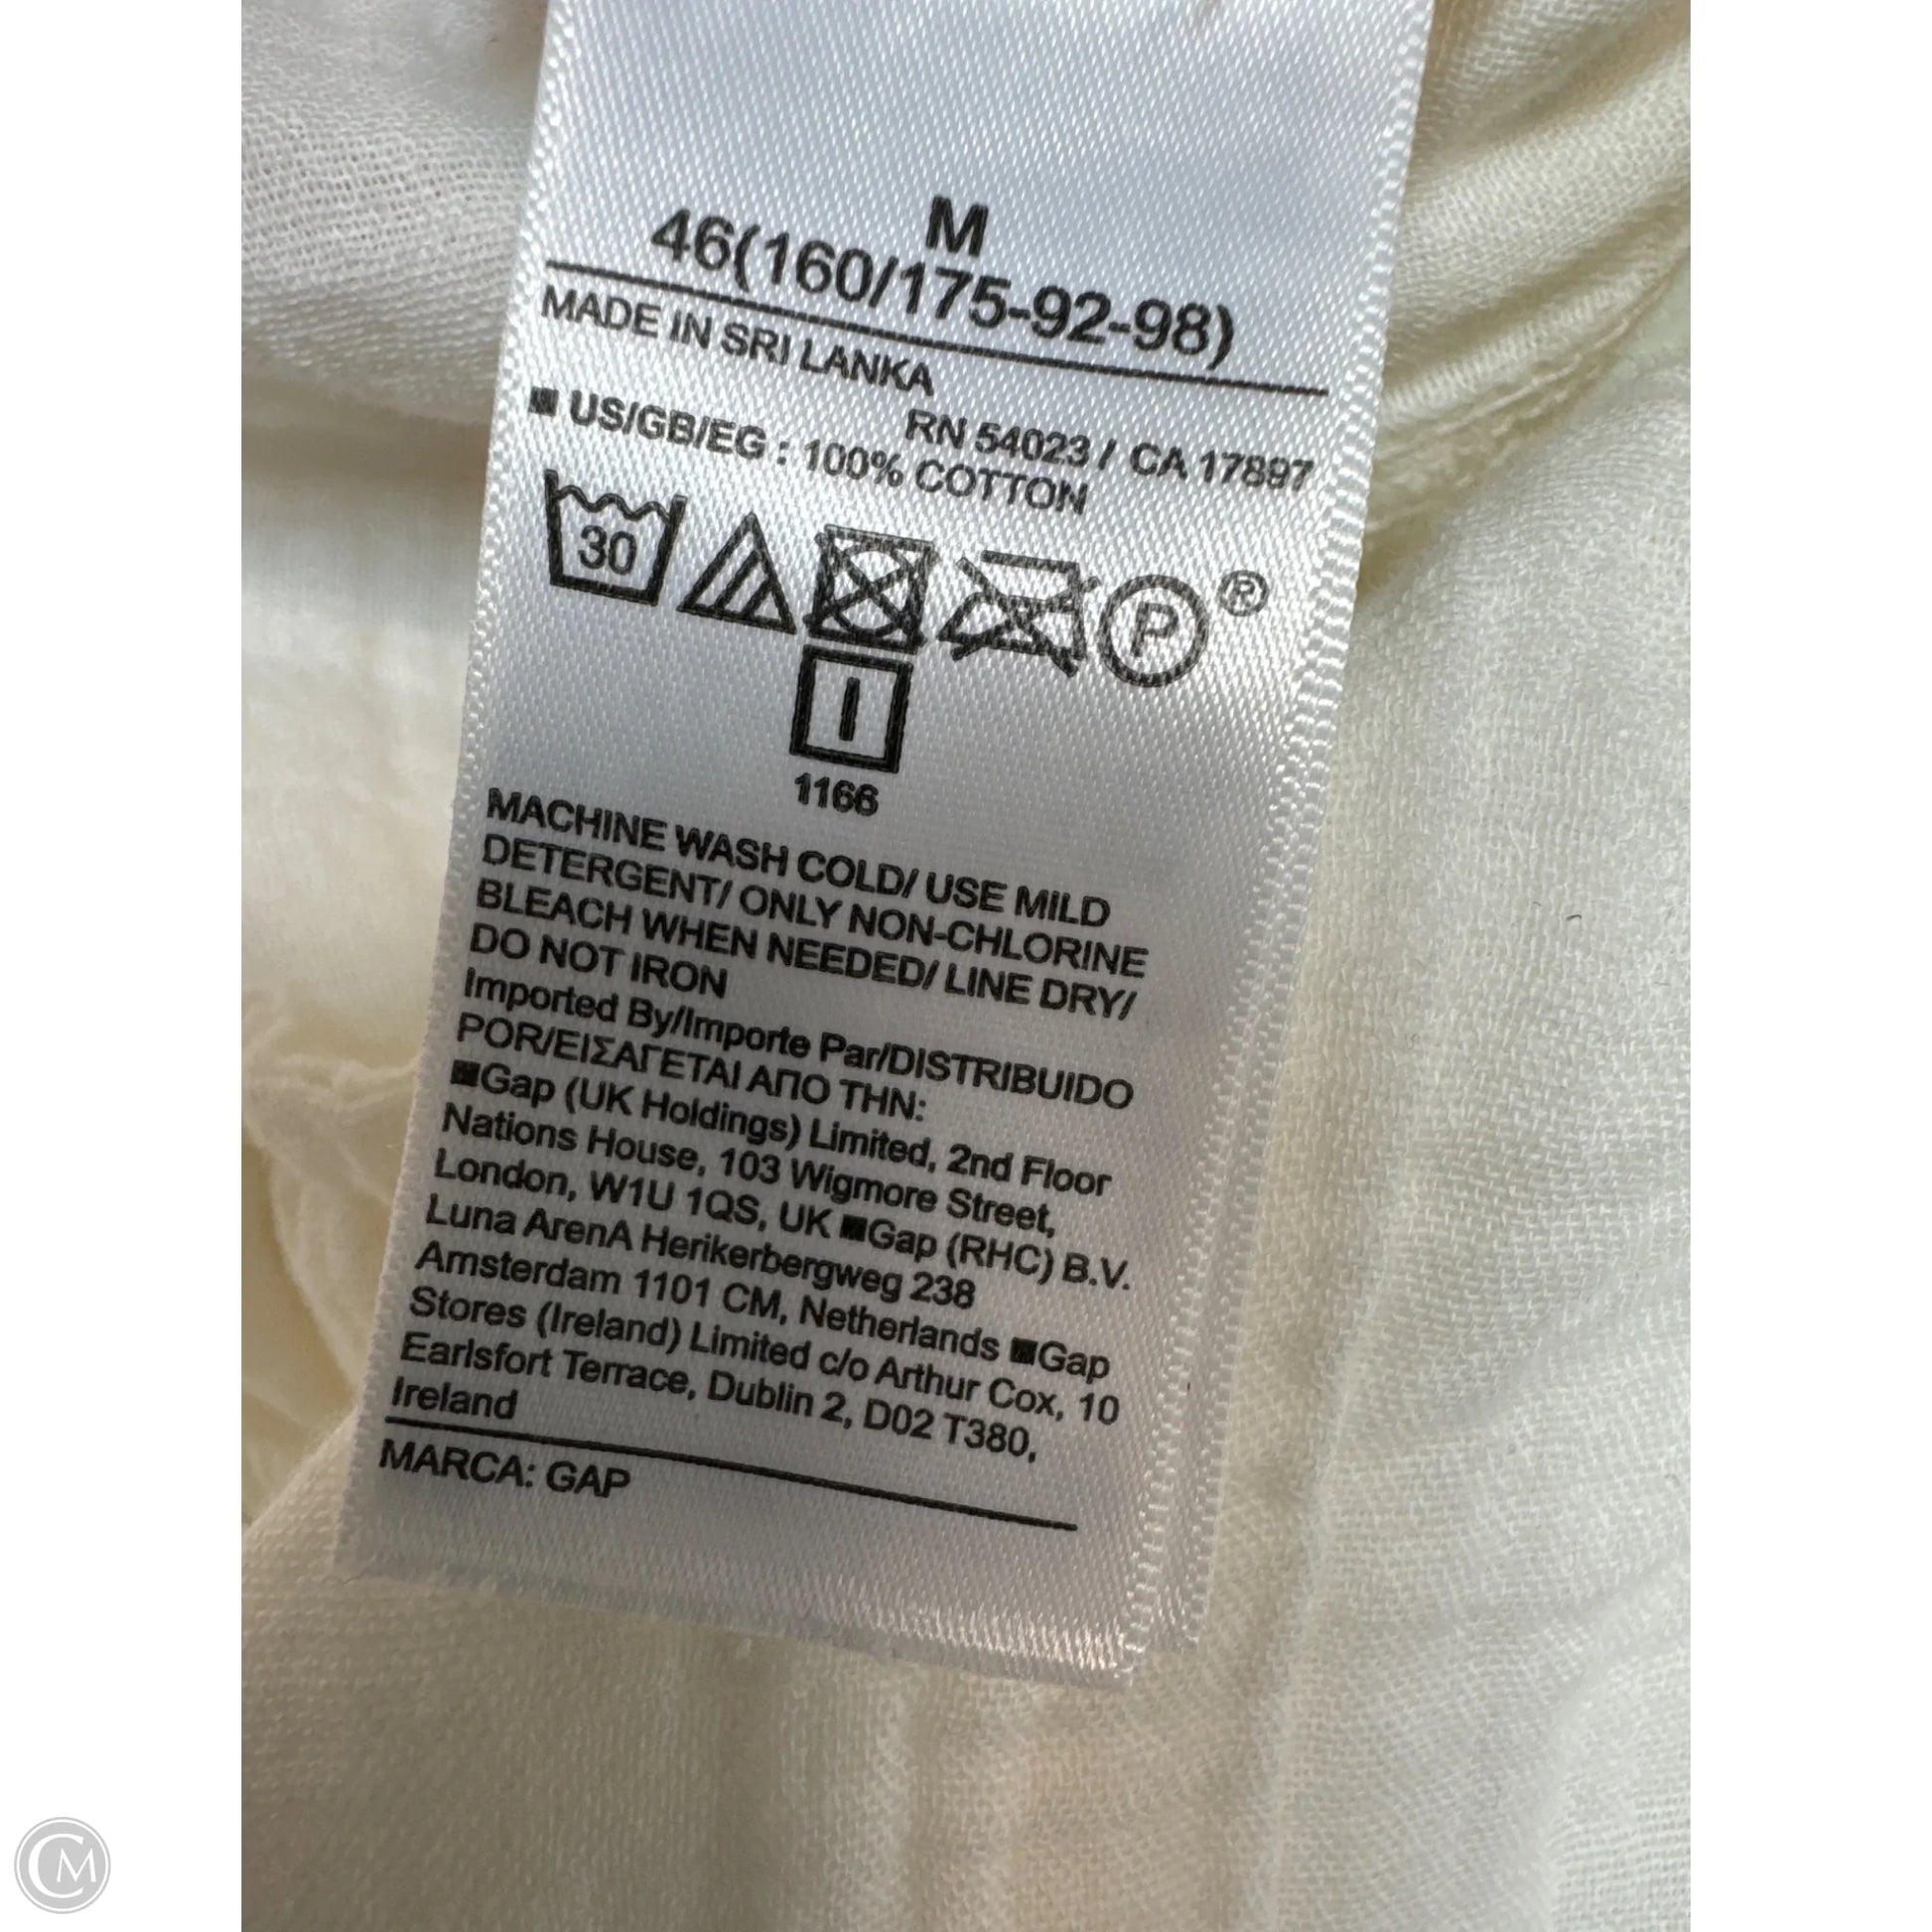 M
46(160/175-92-98)
MADE IN SRI LANKA
RN 54023 / CA 17897
■ US/GB/EG : 100% COTTON
30
P ®
I
1166
MACHINE WASH COLD/ USE MILD
DETERGENT/ ONLY NON-CHLORINE
BLEACH WHEN NEEDED/ LINE DRY/
DO NOT IRON
Imported By/Importe Par/DISTRIBUIDO
POR/ΕΙΣΑΓΕΤΑΙ ΑΠΟ ΤΗΝ:
■Gap (UK Holdings) Limited, 2nd Floor
Nations House, 103 Wigmore Street,
London, W1U 1QS, UK ■Gap (RHC) B.V.
Luna ArenA Herikerbergweg 238
Amsterdam 1101 CM, Netherlands ■Gap
Stores (Ireland) Limited c/o Arthur Cox, 10
Earlsfort Terrace, Dublin 2, D02 T380,
Ireland
MARCA: GAP
CM